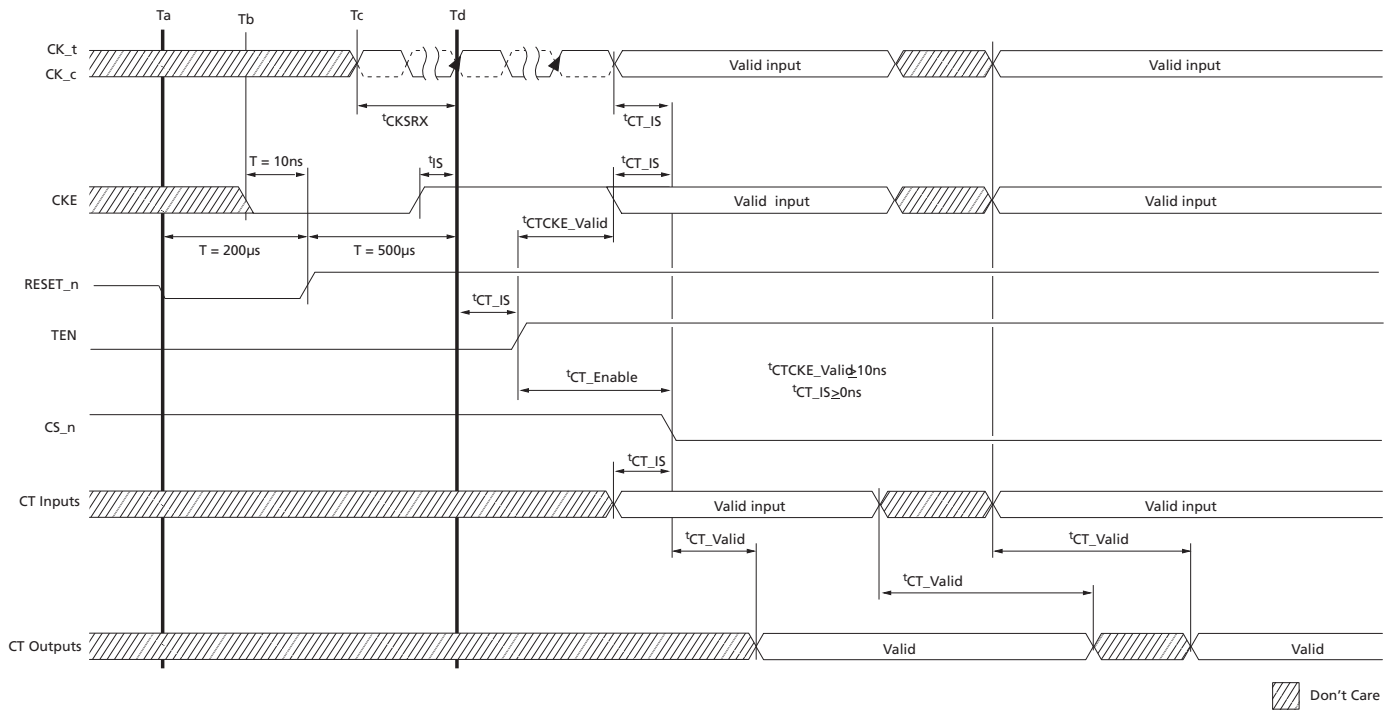 Ta
Tb
Tc
Td
CK_t
CK_c
Valid input
Valid input
tCKSRX
tCT_IS
T = 10ns
tIS
tCT_IS
CKE
Valid input
Valid input
tCTCKE_Valid
T = 200µs
T = 500µs
RESET_n
tCT_IS
TEN
tCT_Enable
tCTCKE_Valid≥10ns
tCT_IS≥0ns
CS_n
tCT_IS
CT Inputs
Valid input
Valid input
tCT_Valid
tCT_Valid
tCT_Valid
CT Outputs
Valid
Valid
Don't Care